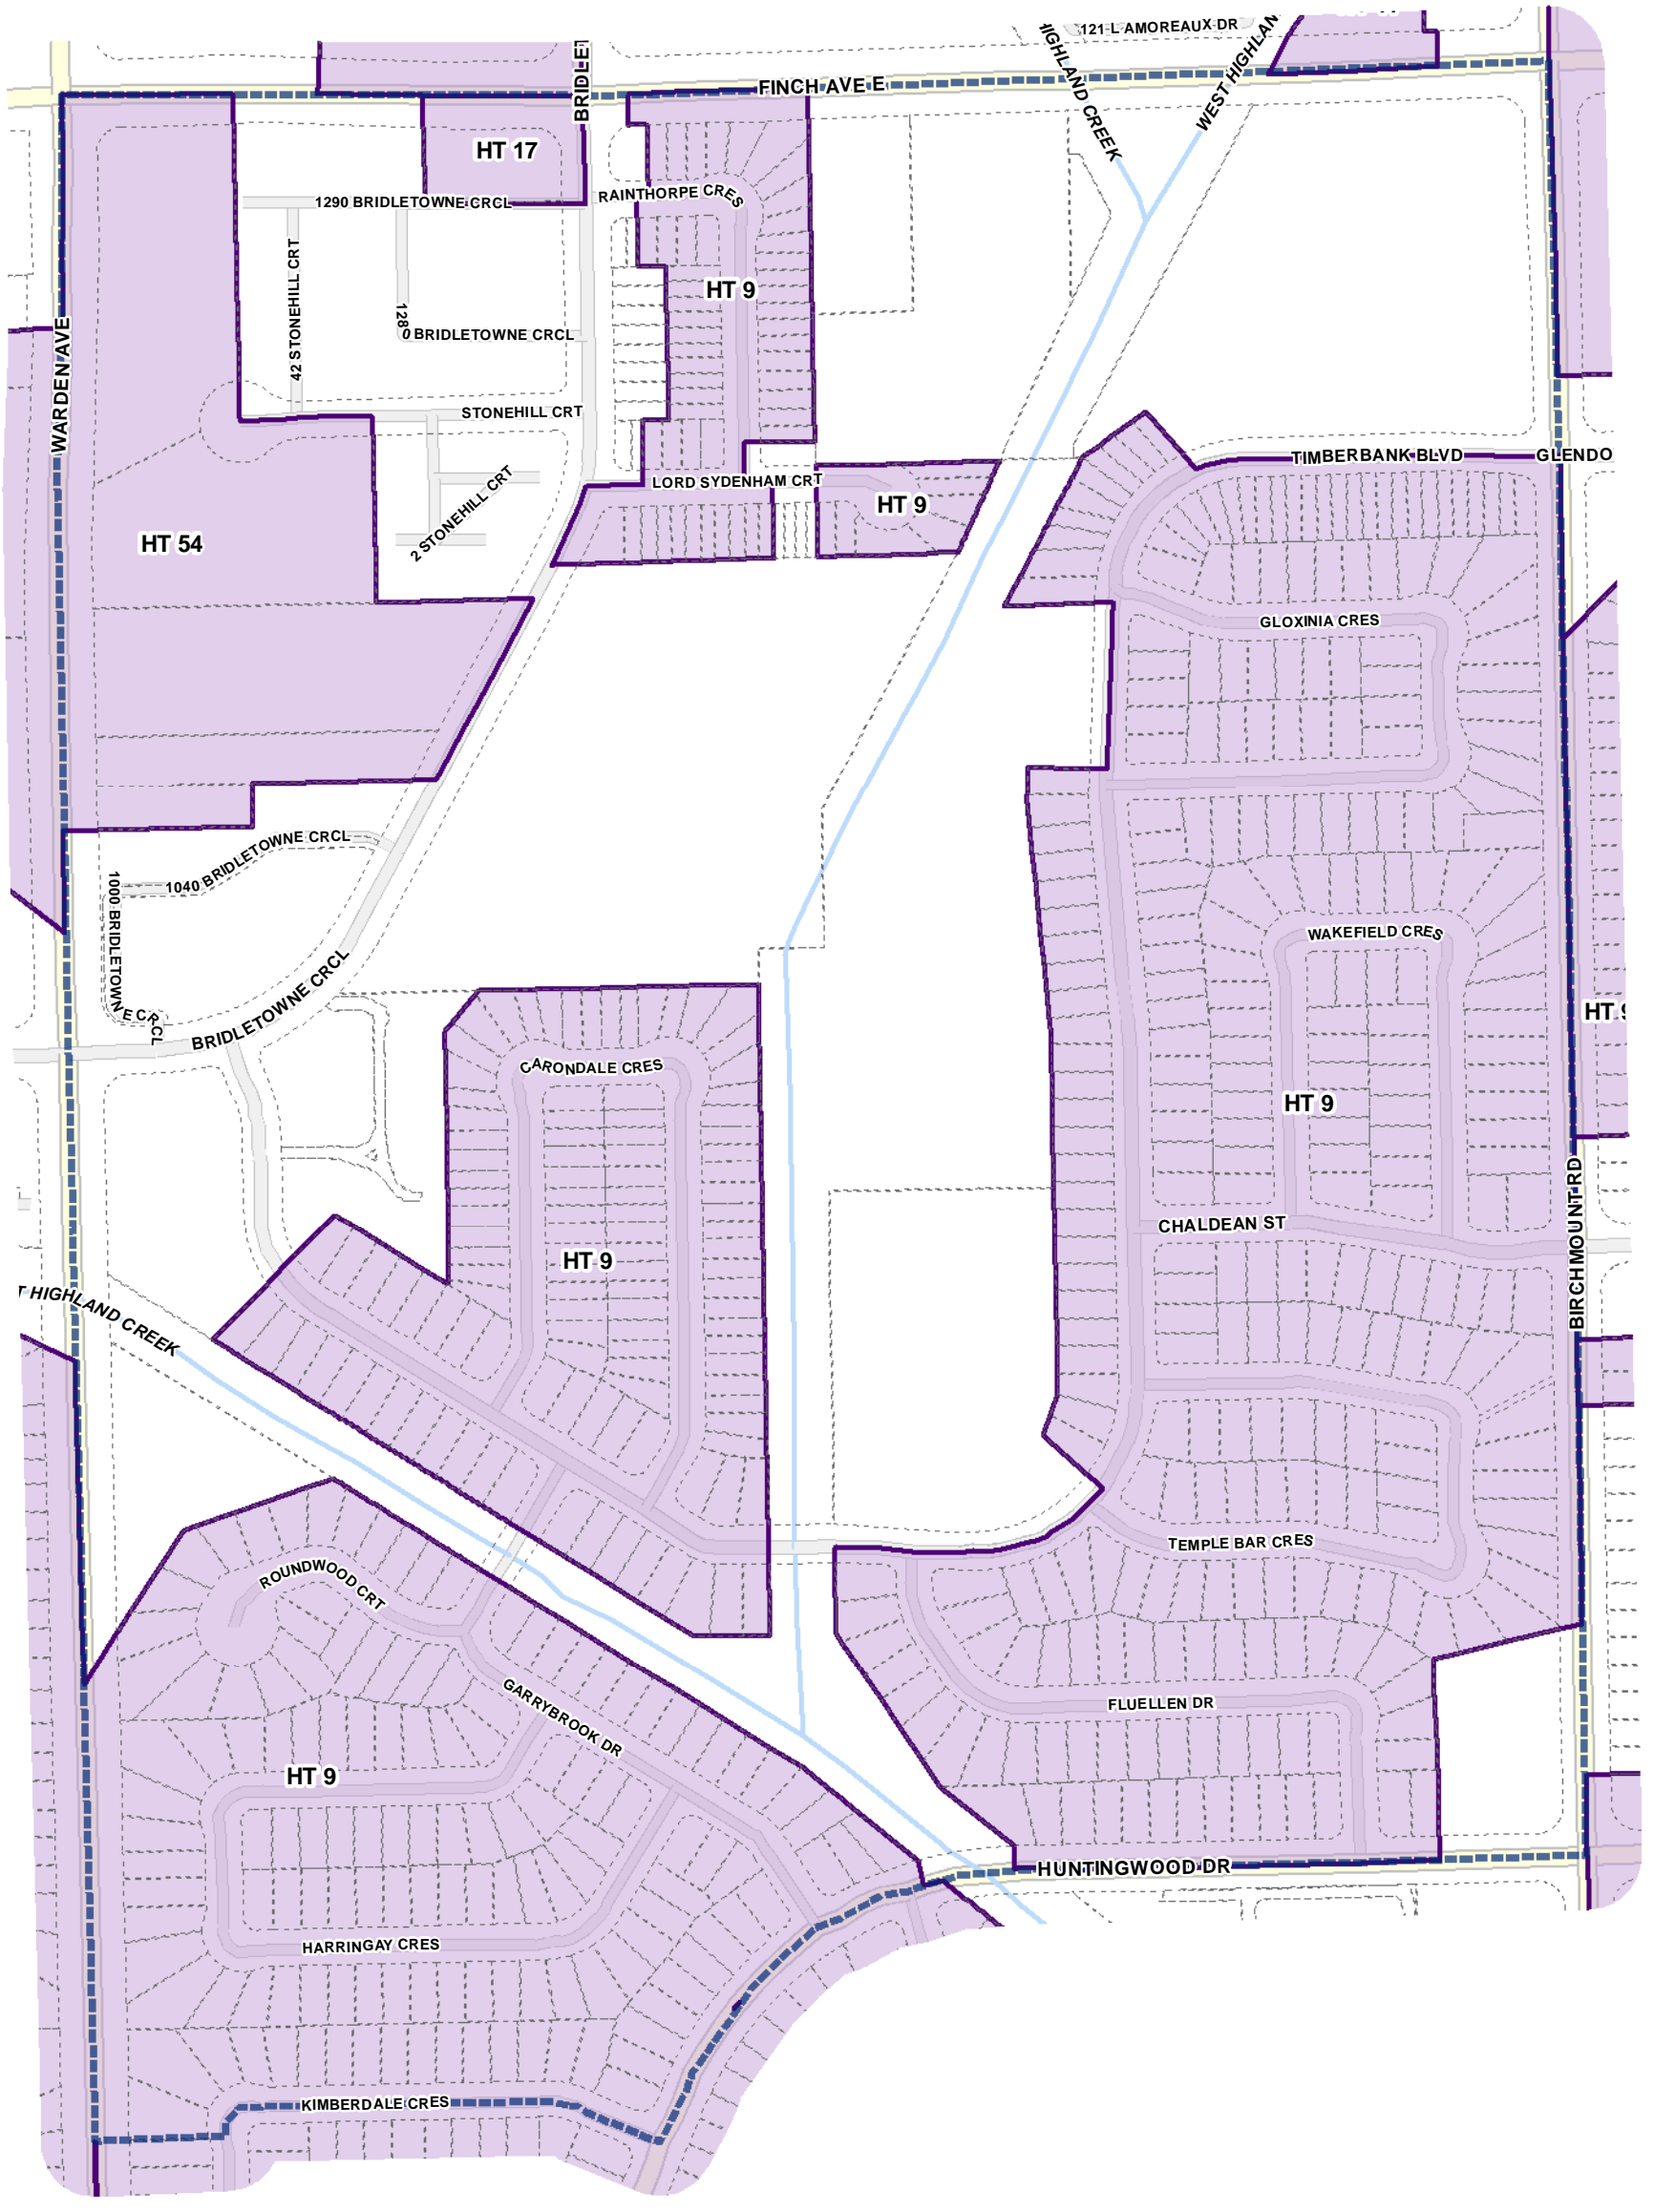 121 L AMOREAUX DR
HIGHLAND CREEK
WEST HIGHLAN
BRIDLET
FINCH AVE E
HT 17
1290 BRIDLETOWNE CRCL
RAINTHORPE CRES
42 STONEHILL CRT
1280 BRIDLETOWNE CRCL
HT 9
WARDEN AVE
STONEHILL CRT
TIMBERBANK BLVD
GLENDO
LORD SYDENHAM CRT
HT 9
2 STONEHILL CRT
HT 54
GLOXINIA CRES
1040 BRIDLETOWNE CRCL
1000 BRIDLETOWNE CRCL
WAKEFIELD CRES
BRIDLETOWNE CRCL
HT 9
CARONDALE CRES
HT 9
CHALDEAN ST
BIRCHMOUNT RD
HT 9
T HIGHLAND CREEK
TEMPLE BAR CRES
ROUNDWOOD CRT
FLUELLEN DR
GARRYBROOK DR
HT 9
HUNTINGWOOD DR
HARRINGAY CRES
KIMBERDALE CRES